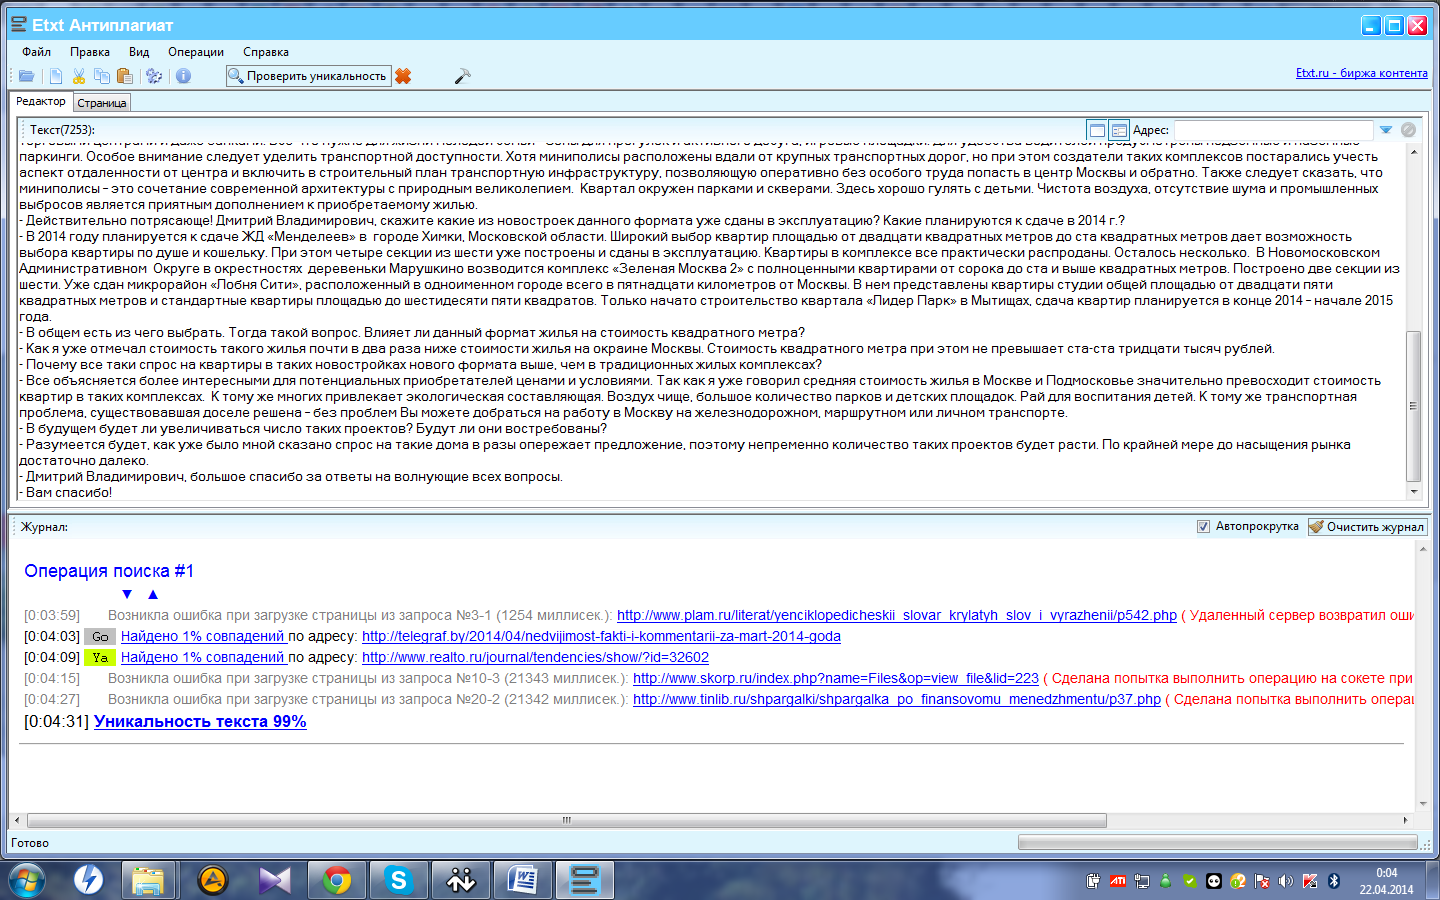 Etxt Антиплагиат
Файл Правка Вид Операции Справка
Проверить уникальность
Etxt.ru - биржа контента
Редактор Страница
Текст(7253):
Адрес:
паркинги. Особое внимание следует уделить транспортной доступности. Хотя миниполисы расположены вдали от крупных транспортных дорог, но при этом создатели таких комплексов постарались учесть
аспект отдаленности от центра и включить в строительный план транспортную инфраструктуру, позволяющую оперативно без особого труда попасть в центр Москвы и обратно. Также следует сказать, что
миниполисы – это сочетание современной архитектуры с природным великолепием.  Квартал окружен парками и скверами. Здесь хорошо гулять с детьми. Чистота воздуха, отсутствие шума и промышленных
выбросов является приятным дополнением к приобретаемому жилью.
- Действительно потрясающе! Дмитрий Владимирович, скажите какие из новостроек данного формата уже сданы в эксплуатацию? Какие планируются к сдаче в 2014 г.?
- В 2014 году планируется к сдаче ЖД «Менделеев» в  городе Химки, Московской области. Широкий выбор квартир площадью от двадцати квадратных метров до ста квадратных метров дает возможность
выбора квартиры по душе и кошельку. При этом четыре секции из шести уже построены и сданы в эксплуатацию. Квартиры в комплексе все практически распроданы. Осталось несколько.  В Новомосковском
Административном  Округе в окрестностях  деревеньки Марушкино возводится комплекс «Зеленая Москва 2» с полноценными квартирами от сорока до ста и выше квадратных метров. Построено две секции из
шести. Уже сдан микрорайон «Лобня Сити», расположенный в одноименном городе всего в пятнадцати километров от Москвы. В нем представлены квартиры студии общей площадью от двадцати пяти
квадратных метров и стандартные квартиры площадью до шестидесяти пяти квадратов. Только начато строительство квартала «Лидер Парк» в Мытищах, сдача квартир планируется в конце 2014 – начале 2015
года.
- В общем есть из чего выбрать. Тогда такой вопрос. Влияет ли данный формат жилья на стоимость квадратного метра?
- Как я уже отмечал стоимость такого жилья почти в два раза ниже стоимости жилья на окраине Москвы. Стоимость квадратного метра при этом не превышает ста-ста тридцати тысяч рублей.
- Почему все таки спрос на квартиры в таких новостройках нового формата выше, чем в традиционных жилых комплексах?
- Все объясняется более интересными для потенциальных приобретателей ценами и условиями. Так как я уже говорил средняя стоимость жилья в Москве и Подмосковье значительно превосходит стоимость
квартир в таких комплексах.  К тому же многих привлекает экологическая составляющая. Воздух чище, большое количество парков и детских площадок. Рай для воспитания детей. К тому же транспортная
проблема, существовавшая доселе решена – без проблем Вы можете добраться на работу в Москву на железнодорожном, маршрутном или личном транспорте.
- В будущем будет ли увеличиваться число таких проектов? Будут ли они востребованы?
- Разумеется будет, как уже было мной сказано спрос на такие дома в разы опережает предложение, поэтому непременно количество таких проектов будет расти. По крайней мере до насыщения рынка
достаточно далеко.
- Дмитрий Владимирович, большое спасибо за ответы на волнующие всех вопросы.
- Вам спасибо!
Журнал:
Автопрокрутка Очистить журнал
Операция поиска #1
▼ ▲
[0:03:59] Возникла ошибка при загрузке страницы из запроса №3-1 (1254 миллисек.): http://www.plam.ru/literat/yenciklopedicheskii_slovar_krylatyh_slov_i_vyrazhenii/p542.php ( Удаленный сервер возвратил оши
[0:04:03] Go Найдено 1% совпадений по адресу: http://telegraf.by/2014/04/nedvijimost-fakti-i-kommentarii-za-mart-2014-goda
[0:04:09] Ya Найдено 1% совпадений по адресу: http://www.realto.ru/journal/tendencies/show/?id=32602
[0:04:15] Возникла ошибка при загрузке страницы из запроса №10-3 (21343 миллисек.): http://www.skorp.ru/index.php?name=Files&op=view_file&lid=223 ( Сделана попытка выполнить операцию на сокете при
[0:04:27] Возникла ошибка при загрузке страницы из запроса №20-2 (21342 миллисек.): http://www.tinlib.ru/shpargalki/shpargalka_po_finansovomu_menedzhmentu/p37.php ( Сделана попытка выполнить операц
[0:04:31] Уникальность текста 99%
Готово
ATI
0:04
22.04.2014